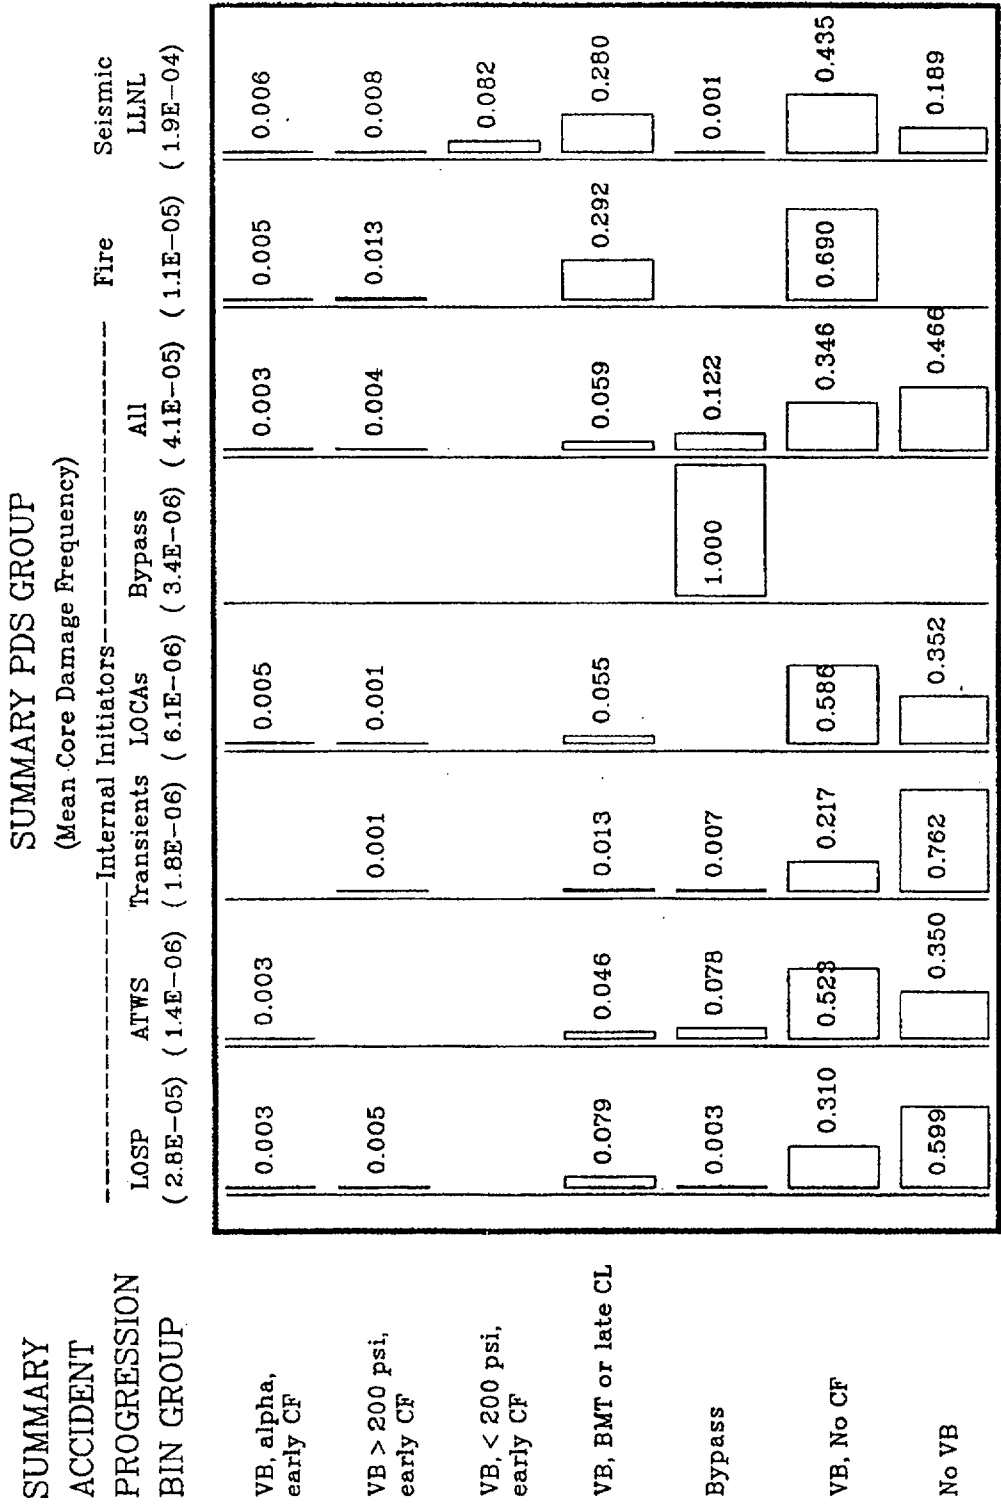 SUMMARY PDS GROUP
(Mean Core Damage Frequency)
SUMMARY
ACCIDENT
PROGRESSION
BIN GROUP
----------------Internal Initiators----------------
LOSP ATWS Transients LOCAs Bypass All Fire Seismic
LLNL
( 2.8E-05) ( 1.4E-06) ( 1.8E-06) ( 6.1E-06) ( 3.4E-06) ( 4.1E-05) ( 1.1E-05) ( 1.9E-04)
VB, alpha,
early CF
0.003 0.003 0.005 0.003 0.005 0.006
VB > 200 psi,
early CF
0.005 0.001 0.001 0.004 0.013 0.008
VB, < 200 psi,
early CF
0.082
VB, BMT or late CL
0.079 0.046 0.013 0.055 0.059 0.292 0.280
Bypass
0.003 0.078 0.007 1.000 0.122 0.001
VB, No CF
0.310 0.523 0.217 0.586 0.346 0.690 0.435
No VB
0.599 0.350 0.762 0.352 0.466 0.189